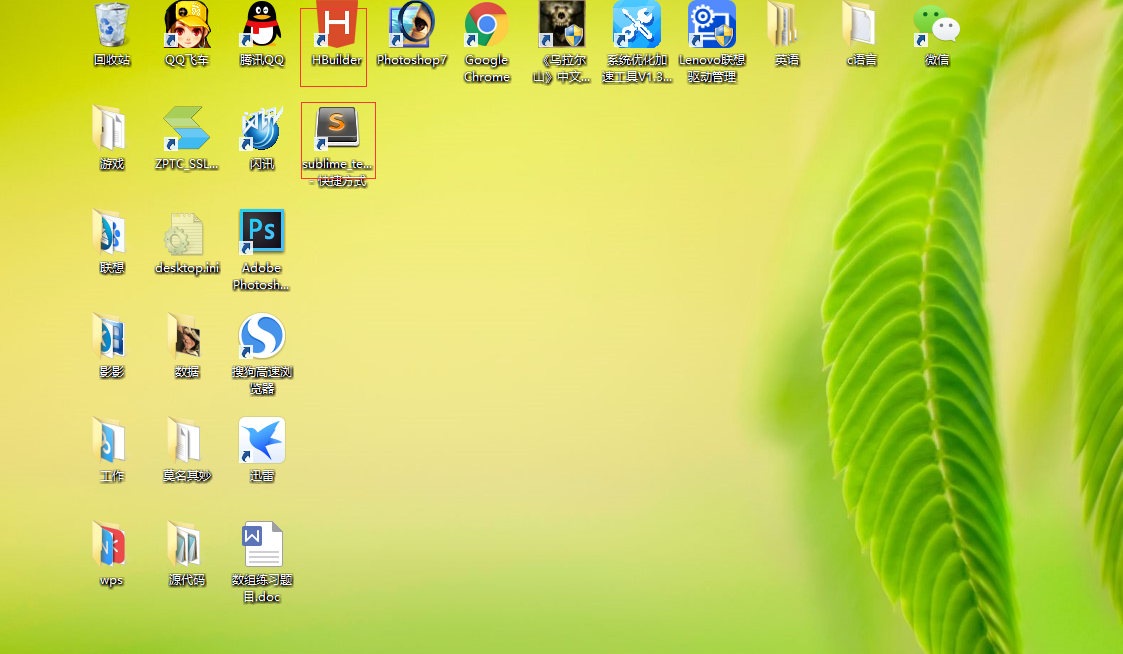 回收站
QQ飞车
腾讯QQ
H
HBuilder
Photoshop7
Google
Chrome
《乌拉尔
山》中文...
系统优化加
速工具V1.3...
Lenovo联想
驱动管理
英语
c语言
微信
游戏
ZPTC_SSL...
闪讯
闪讯
S
sublime_te...
- 快捷方式
联想
desktop.ini
Ps
Adobe
Photosh...
影影
数据
搜狗高速浏
览器
工作
莫名其妙
迅雷
wps
源代码
W
数组练习题
目.doc